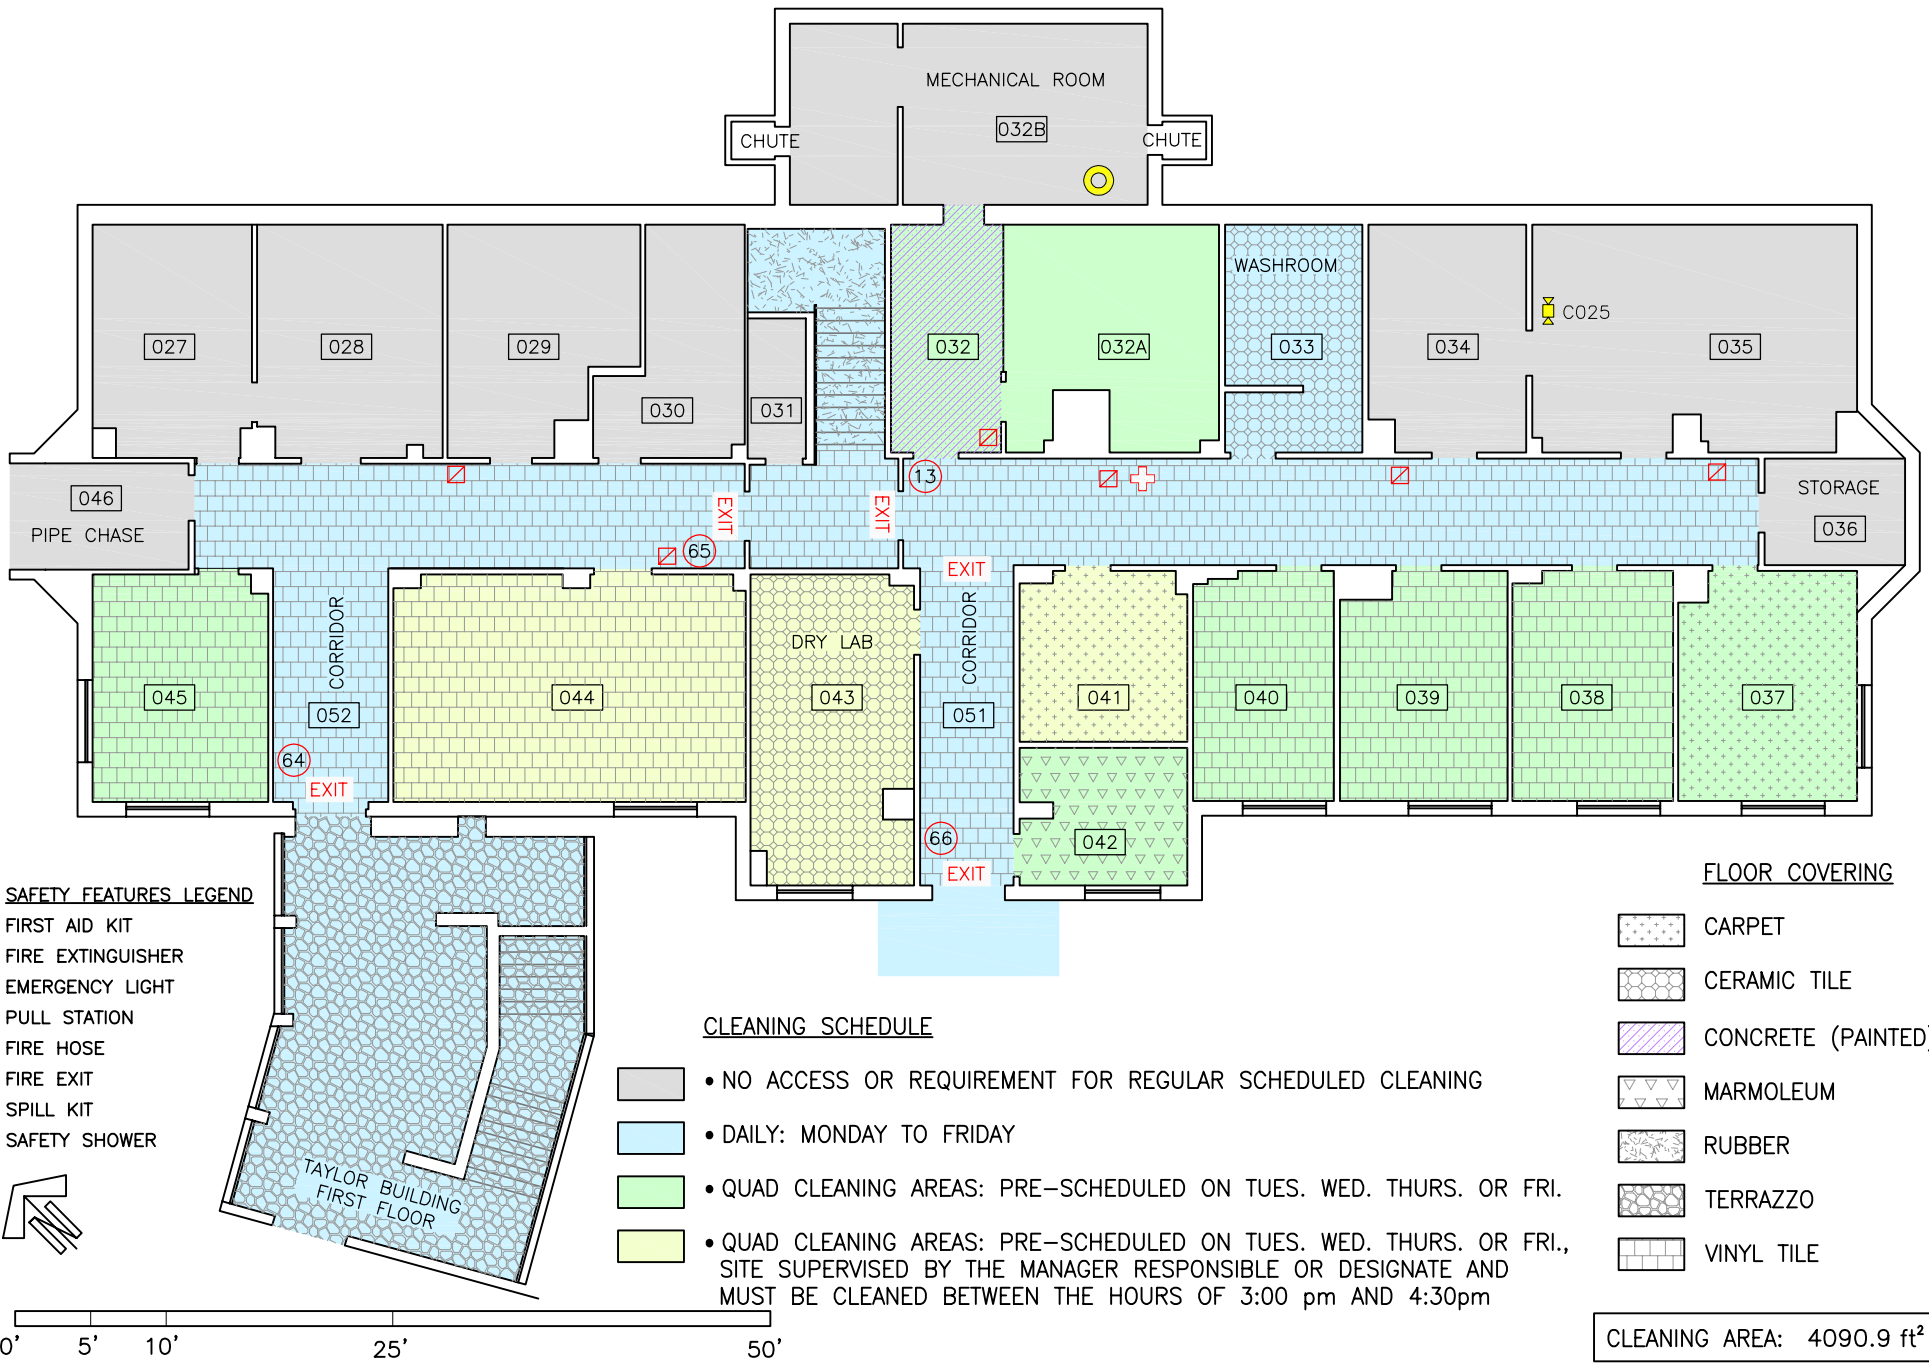 MECHANICAL ROOM
032B
CHUTE
CHUTE
WASHROOM
C025
027
028
029
030
031
032
032A
033
034
035
046
PIPE CHASE
EXIT
EXIT
13
65
STORAGE
036
EXIT
CORRIDOR
CORRIDOR
DRY LAB
045
052
044
043
051
041
040
039
038
037
64
EXIT
66
EXIT
042
SAFETY FEATURES LEGEND
FIRST AID KIT
FIRE EXTINGUISHER
EMERGENCY LIGHT
PULL STATION
FIRE HOSE
FIRE EXIT
SPILL KIT
SAFETY SHOWER
TAYLOR BUILDING
FIRST FLOOR
CLEANING SCHEDULE
• NO ACCESS OR REQUIREMENT FOR REGULAR SCHEDULED CLEANING
• DAILY: MONDAY TO FRIDAY
• QUAD CLEANING AREAS: PRE-SCHEDULED ON TUES. WED. THURS. OR FRI.
• QUAD CLEANING AREAS: PRE-SCHEDULED ON TUES. WED. THURS. OR FRI.,
SITE SUPERVISED BY THE MANAGER RESPONSIBLE OR DESIGNATE AND
MUST BE CLEANED BETWEEN THE HOURS OF 3:00 pm AND 4:30pm
FLOOR COVERING
CARPET
CERAMIC TILE
CONCRETE (PAINTED)
MARMOLEUM
RUBBER
TERRAZZO
VINYL TILE
0' 5' 10' 25' 50'
CLEANING AREA: 4090.9 ft²